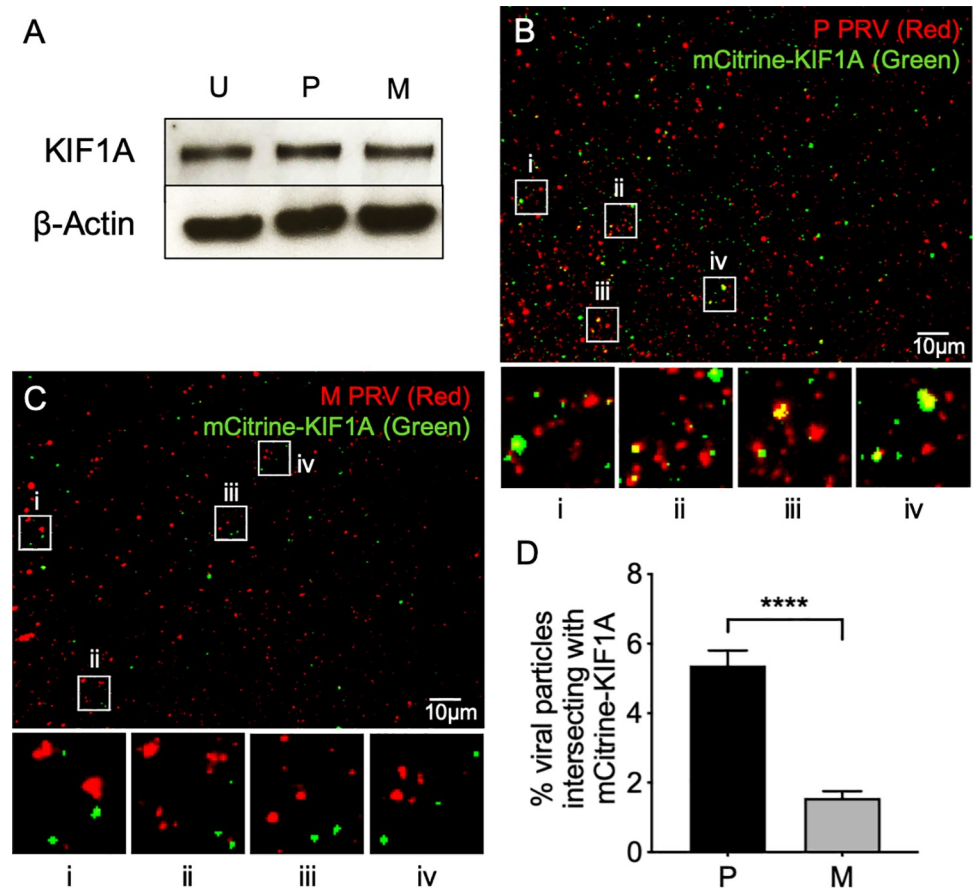 A
U P M
KIF1A
β-Actin
B
P PRV (Red)
mCitrine-KIF1A (Green)
i
ii
iii
iv
10μm
i ii iii iv
C
M PRV (Red)
mCitrine-KIF1A (Green)
iv
iii
i
ii
10μm
i ii iii iv
D
% viral particles
intersecting with
mCitrine-KIF1A
8
6
4
2
0
****
P M